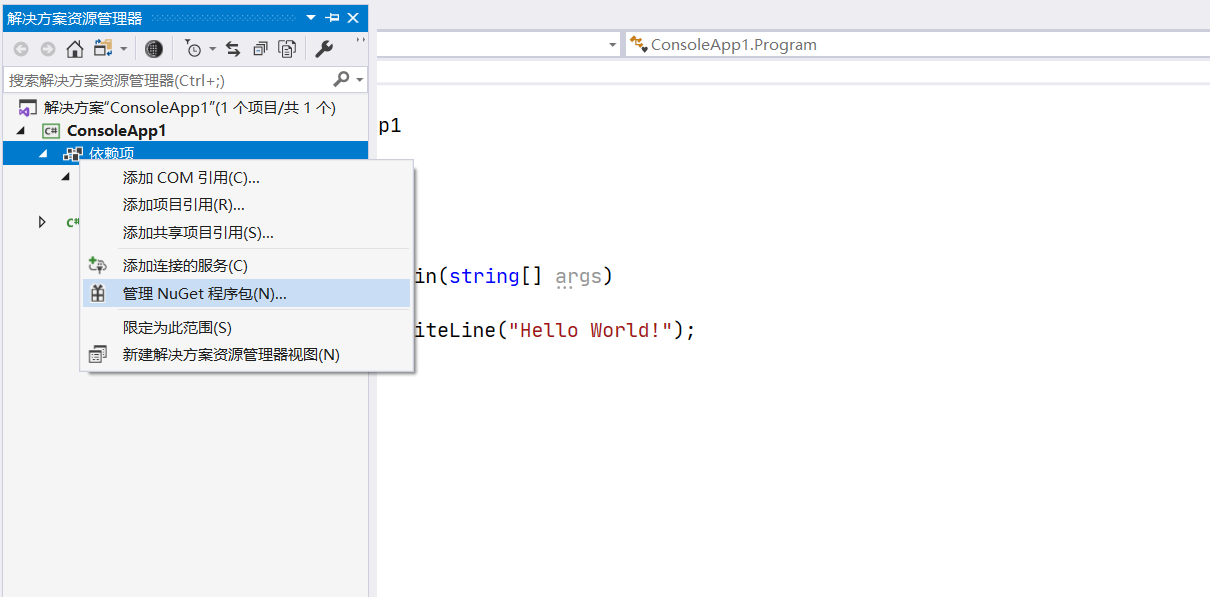 解决方案资源管理器
ConsoleApp1.Program
搜索解决方案资源管理器(Ctrl+;)
解决方案“ConsoleApp1”(1 个项目/共 1 个)
C# ConsoleApp1
依赖项
C#
添加 COM 引用(C)...
添加项目引用(R)...
添加共享项目引用(S)...
添加连接的服务(C)
管理 NuGet 程序包(N)...
限定为此范围(S)
新建解决方案资源管理器视图(N)
p1
in(string[] args)
iteLine("Hello World!");